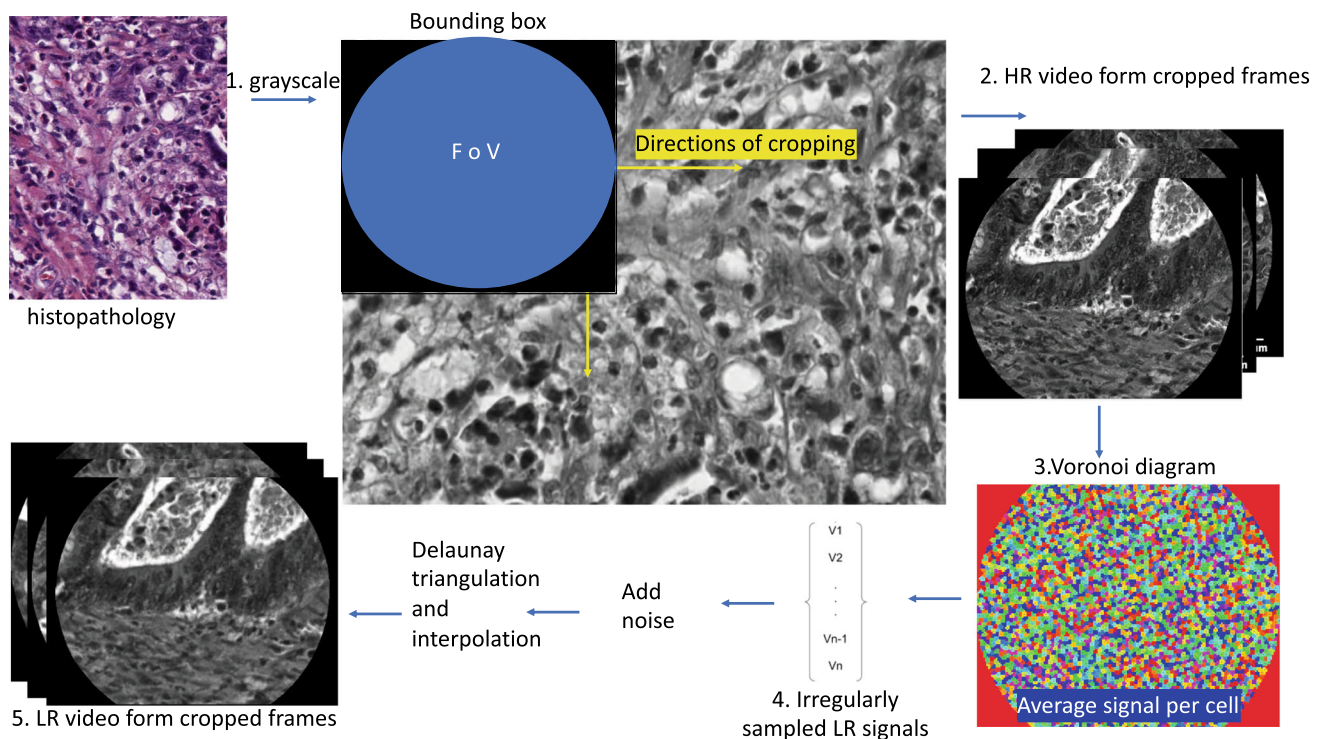 Bounding box
1. grayscale
2. HR video form cropped frames
F o V
Directions of cropping
histopathology
m
m
3.Voronoi diagram
Average signal per cell
V1
V2
.
.
.
Vn-1
Vn
4. Irregularly
sampled LR signals
Add
noise
Delaunay
triangulation
and
interpolation
5. LR video form cropped frames